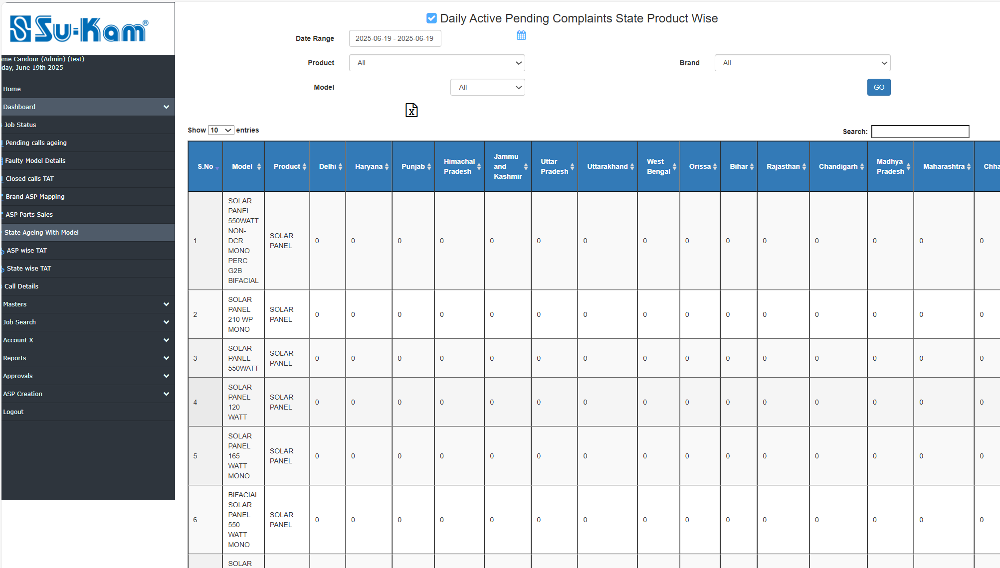 Su-Kam®
me Candour (Admin) (test)
day, June 19th 2025
Home
Dashboard
Job Status
Pending calls ageing
Faulty Model Details
Closed calls TAT
Brand ASP Mapping
ASP Parts Sales
State Ageing With Model
ASP wise TAT
State wise TAT
Call Details
Masters
Job Search
Account X
Reports
Approvals
ASP Creation
Logout
Daily Active Pending Complaints State Product Wise
Date Range 2025-06-19 - 2025-06-19
Product All Brand All
Model All GO
Show 10 entries Search:
S.No Model Product Delhi Haryana Punjab Himachal Pradesh Jammu and Kashmir Uttar Pradesh Uttarakhand West Bengal Orissa Bihar Rajasthan Chandigarh Madhya Pradesh Maharashtra Chha
1 SOLAR PANEL 550WATT NON-DCR MONO PERC G2B BIFACIAL SOLAR PANEL 0 0 0 0 0 0 0 0 0 0 0 0 0 0 0
2 SOLAR PANEL 210 WP MONO SOLAR PANEL 0 0 0 0 0 0 0 0 0 0 0 0 0 0 0
3 SOLAR PANEL 550WATT SOLAR PANEL 0 0 0 0 0 0 0 0 0 0 0 0 0 0 0
4 SOLAR PANEL 120 WATT SOLAR PANEL 0 0 0 0 0 0 0 0 0 0 0 0 0 0 0
5 SOLAR PANEL 165 WATT MONO SOLAR PANEL 0 0 0 0 0 0 0 0 0 0 0 0 0 0 0
6 BIFACIAL SOLAR PANEL 550 WATT MONO SOLAR PANEL 0 0 0 0 0 0 0 0 0 0 0 0 0 0 0
SOLAR